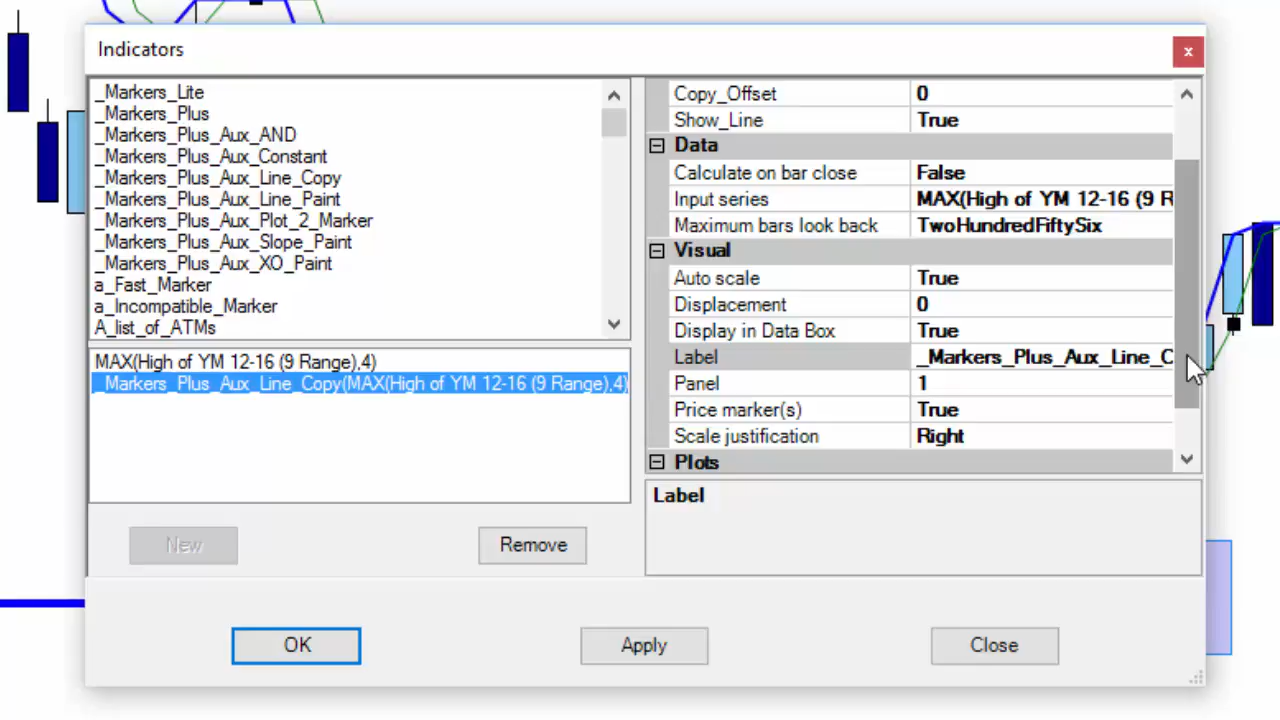 Indicators
_Markers_Lite
_Markers_Plus
_Markers_Plus_Aux_AND
_Markers_Plus_Aux_Constant
_Markers_Plus_Aux_Line_Copy
_Markers_Plus_Aux_Line_Paint
_Markers_Plus_Aux_Plot_2_Marker
_Markers_Plus_Aux_Slope_Paint
_Markers_Plus_Aux_XO_Paint
a_Fast_Marker
a_Incompatible_Marker
A_list_of_ATMs
MAX(High of YM 12-16 (9 Range),4)
_Markers_Plus_Aux_Line_Copy(MAX(High of YM 12-16 (9 Range),4)
New
Remove
Copy_Offset 0
Show_Line True
Data
Calculate on bar close False
Input series MAX(High of YM 12-16 (9 R
Maximum bars look back TwoHundredFiftySix
Visual
Auto scale True
Displacement 0
Display in Data Box True
Label _Markers_Plus_Aux_Line_C
Panel 1
Price marker(s) True
Scale justification Right
Plots
Label
OK
Apply
Close